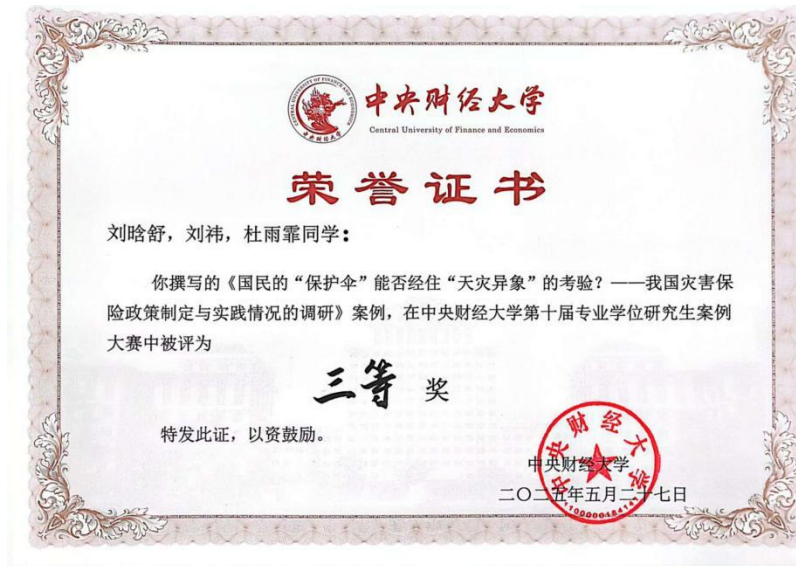 中央财经大学
Central University of Finance and Economics
荣誉证书
刘晗舒，刘祎，杜雨霏同学：
你撰写的《国民的“保护伞”能否经住“天灾异象”的考验？——我国灾害保
险政策制定与实践情况的调研》案例，在中央财经大学第十届专业学位研究生案例
大赛中被评为
三等 奖
特发此证，以资鼓励。
中央财经大学
二〇二五年五月二十七日
中央财经大学